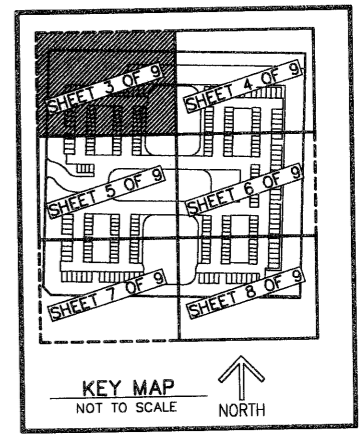 SHEET 3 OF 9
SHEET 4 OF 9
SHEET 5 OF 9
SHEET 6 OF 9
SHEET 7 OF 9
SHEET 8 OF 9
KEY MAP
NOT TO SCALE
NORTH